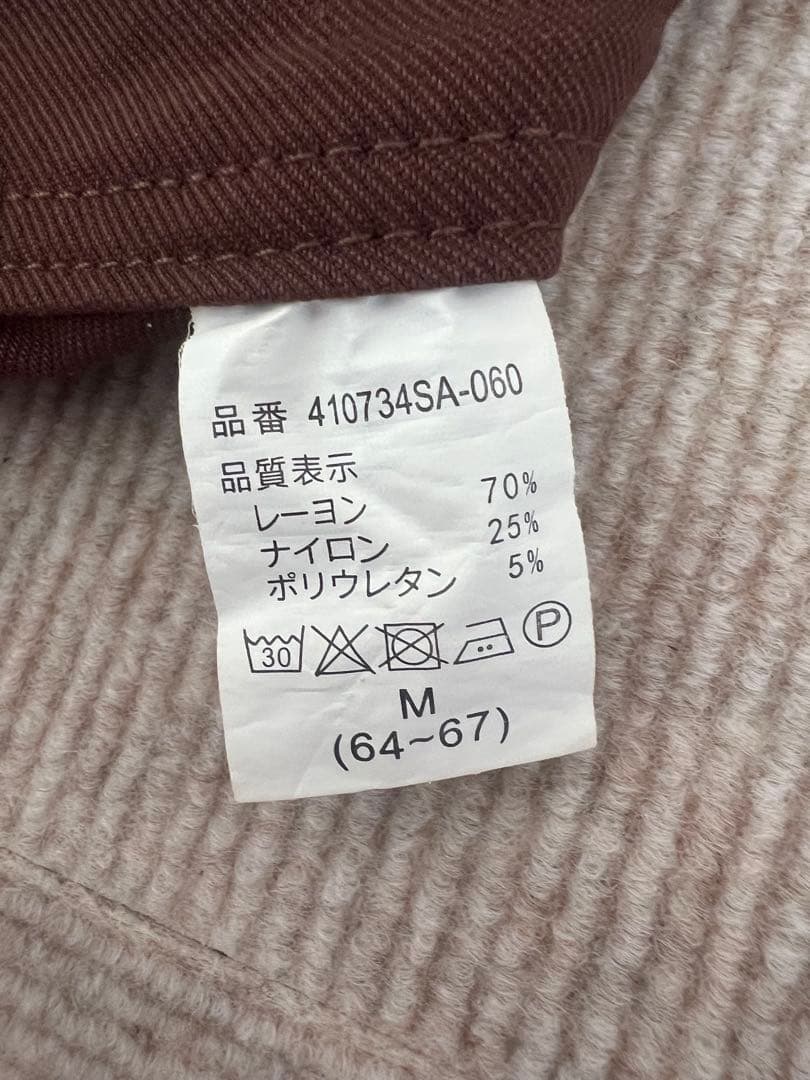 品番 410734SA-060
品質表示
レーヨン 70%
ナイロン 25%
ポリウレタン 5%
30 P
M
(64~67)